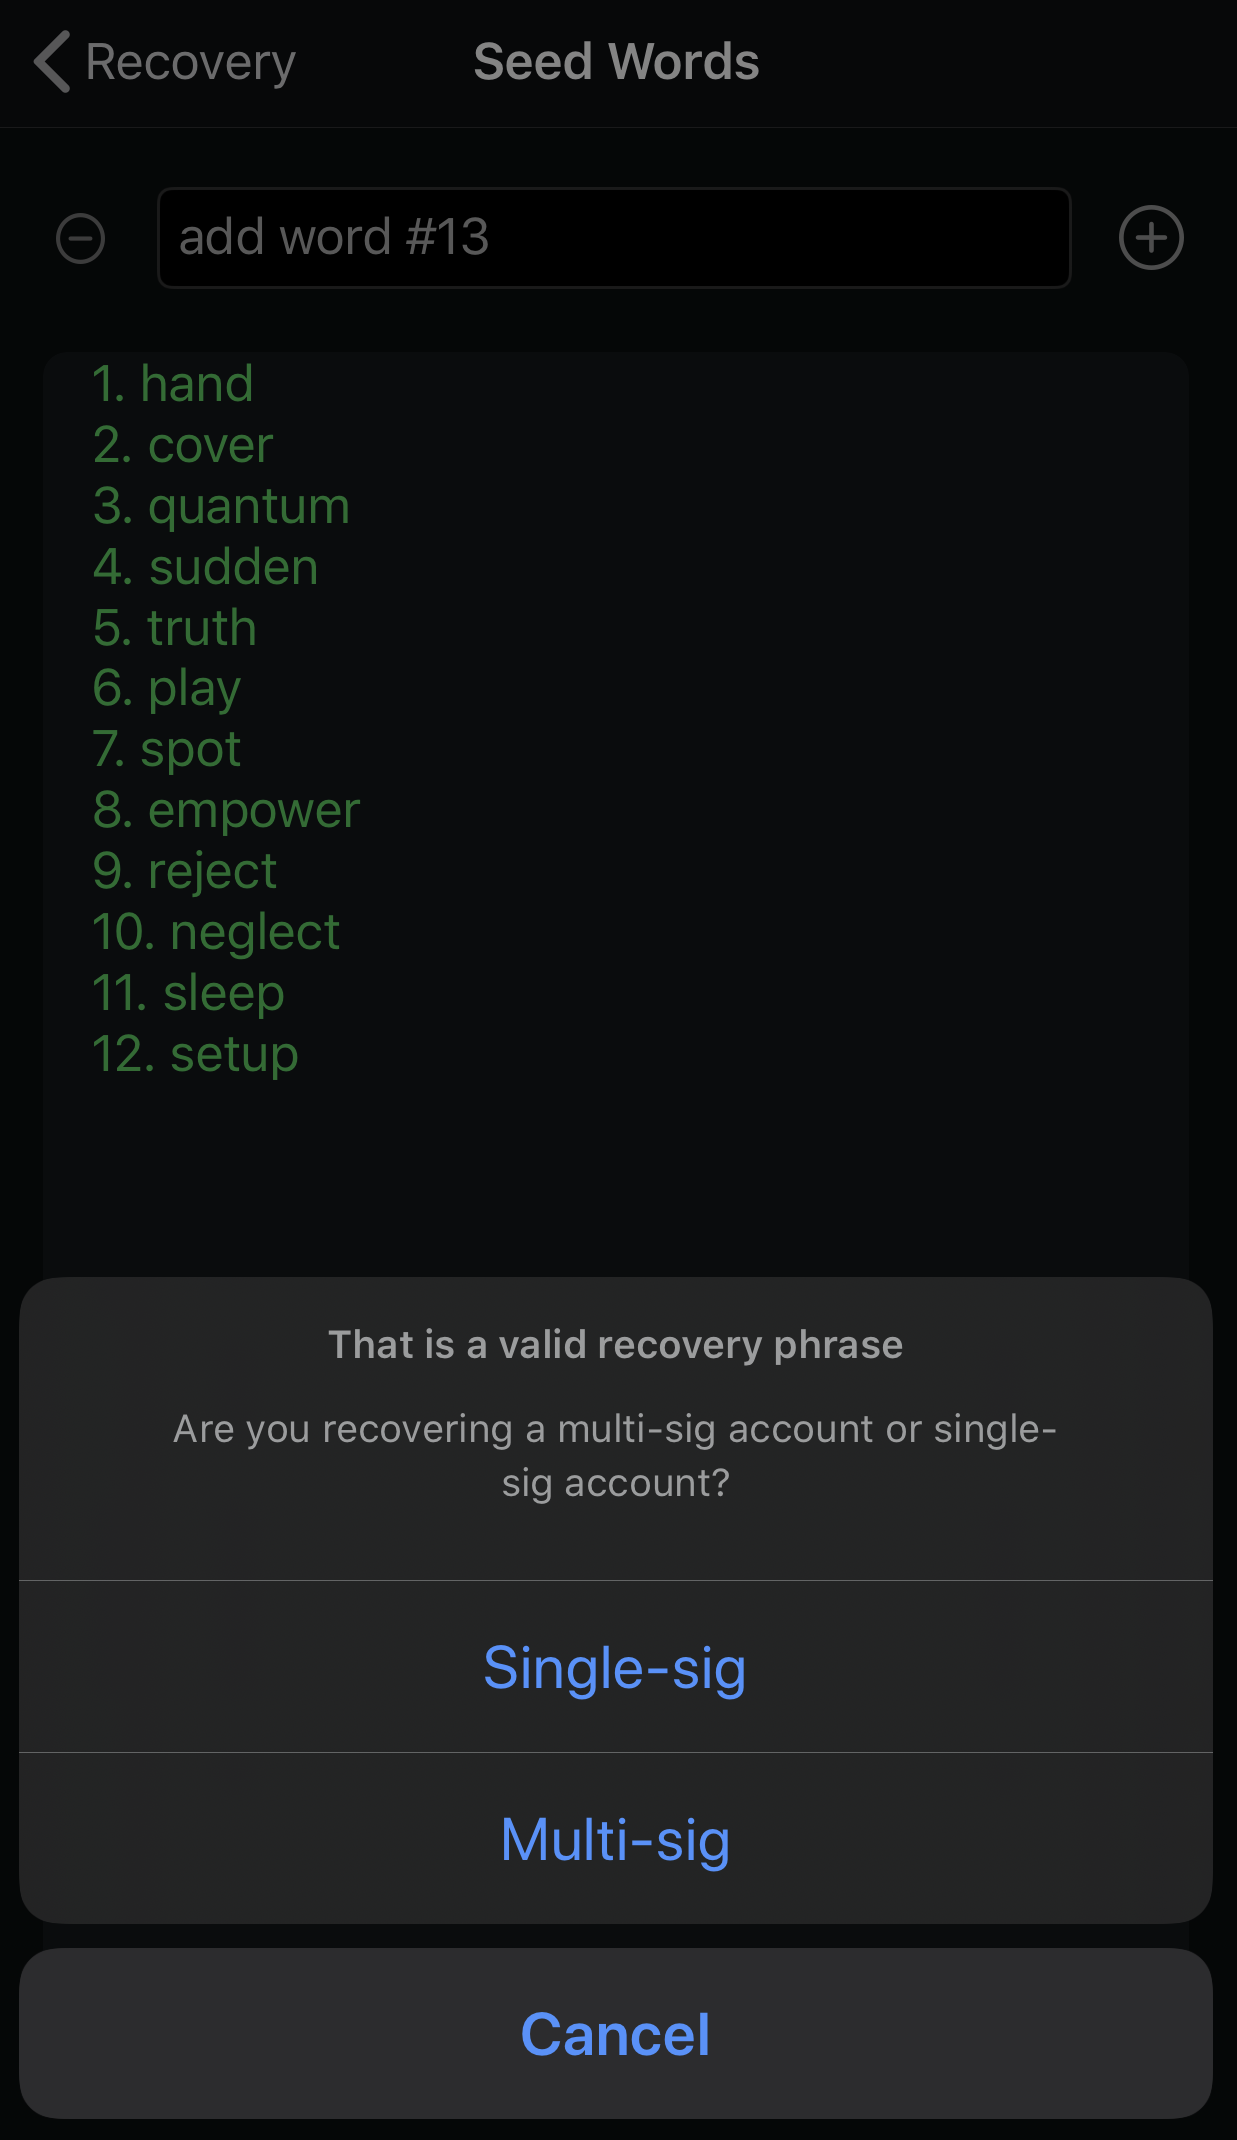 Recovery
Seed Words
add word #13
1. hand
2. cover
3. quantum
4. sudden
5. truth
6. play
7. spot
8. empower
9. reject
10. neglect
11. sleep
12. setup
That is a valid recovery phrase
Are you recovering a multi-sig account or single-
sig account?
Single-sig
Multi-sig
Cancel